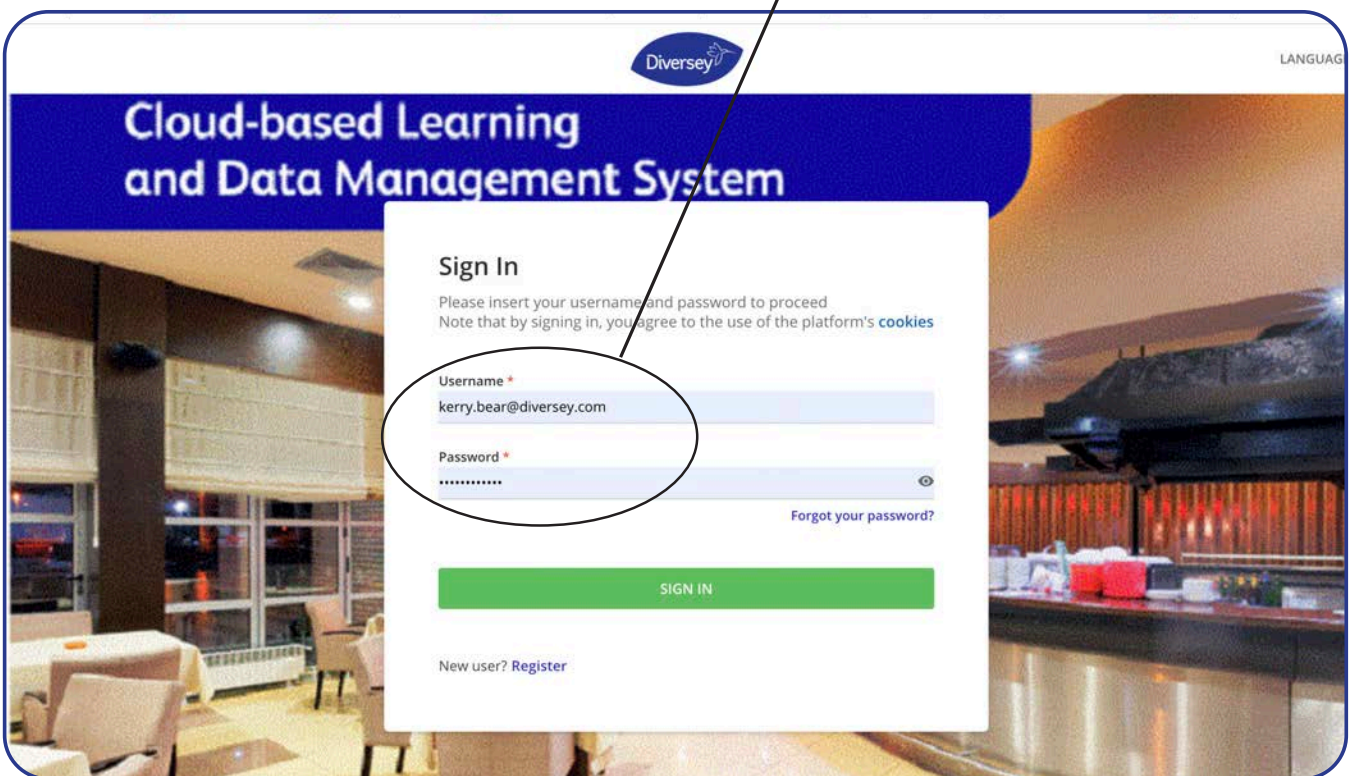 Diversey
LANGUAG
Cloud-based Learning
and Data Management System
Sign In
Please insert your username and password to proceed
Note that by signing in, you agree to the use of the platform's cookies
Username *
kerry.bear@diversey.com
Password *
••••••••••••
Forgot your password?
SIGN IN
New user? Register